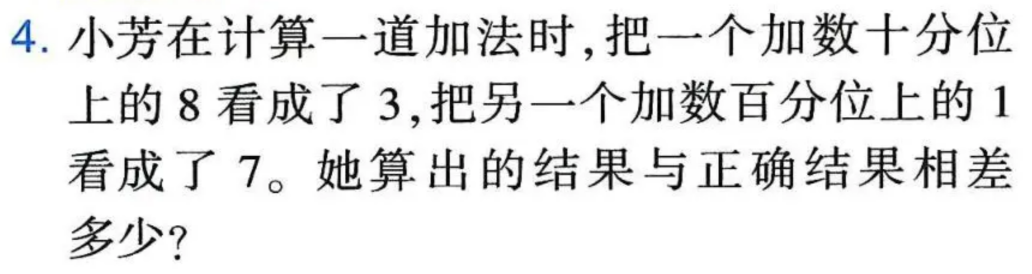 4. 小芳在计算一道加法时,把一个加数十分位
上的 8 看成了 3,把另一个加数百分位上的 1
看成了 7。她算出的结果与正确结果相差
多少?